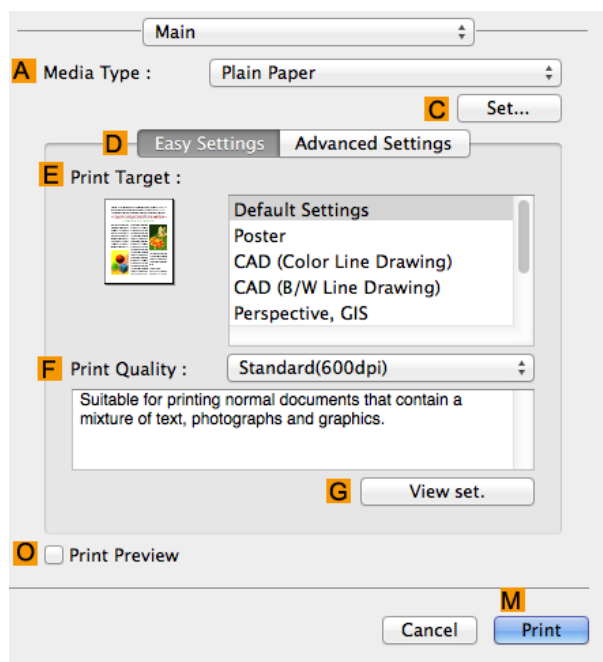 Main
A Media Type : Plain Paper
C Set...
D Easy Settings Advanced Settings
E Print Target :
Default Settings
Poster
CAD (Color Line Drawing)
CAD (B/W Line Drawing)
Perspective, GIS
F Print Quality : Standard(600dpi)
Suitable for printing normal documents that contain a
mixture of text, photographs and graphics.
G View set.
O Print Preview
M
Cancel Print